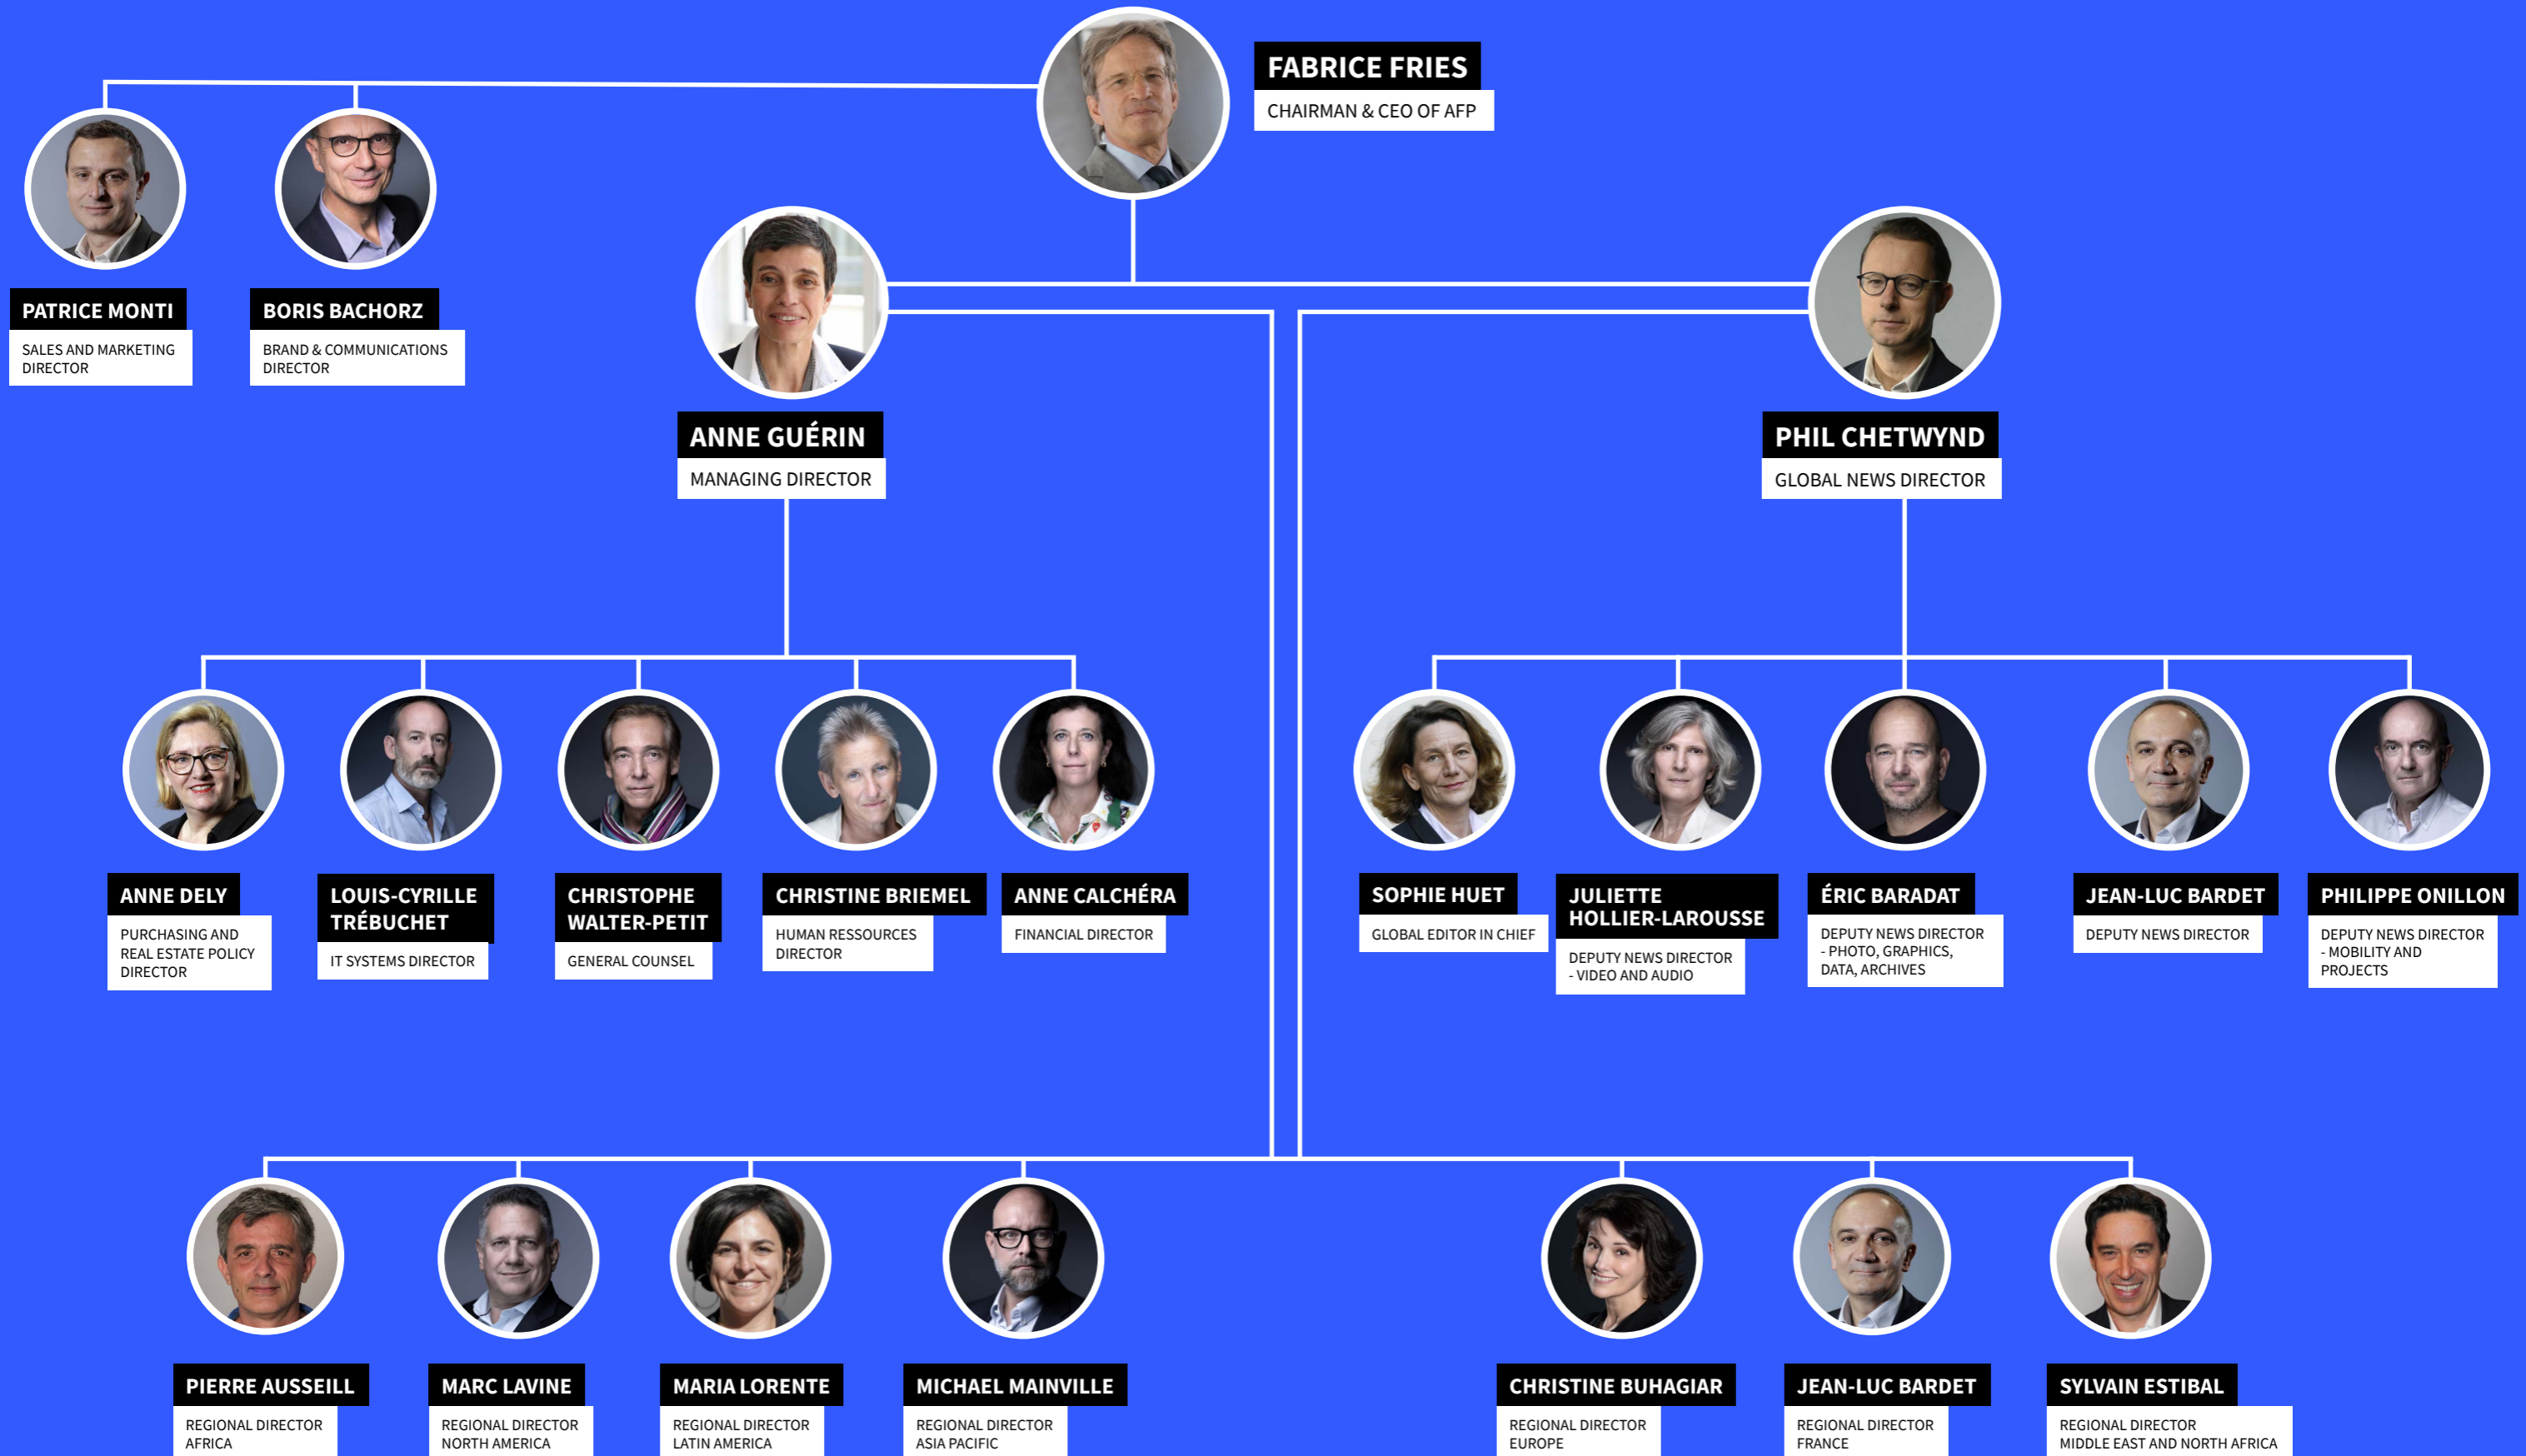 FABRICE FRIES
CHAIRMAN & CEO OF AFP
PATRICE MONTI
SALES AND MARKETING
DIRECTOR
BORIS BACHORZ
BRAND & COMMUNICATIONS
DIRECTOR
ANNE GUÉRIN
MANAGING DIRECTOR
PHIL CHETWYND
GLOBAL NEWS DIRECTOR
ANNE DELY
PURCHASING AND
REAL ESTATE POLICY
DIRECTOR
LOUIS-CYRILLE
TRÉBUCHET
IT SYSTEMS DIRECTOR
CHRISTOPHE
WALTER-PETIT
GENERAL COUNSEL
CHRISTINE BRIEMEL
HUMAN RESSOURCES
DIRECTOR
ANNE CALCHÉRA
FINANCIAL DIRECTOR
SOPHIE HUET
GLOBAL EDITOR IN CHIEF
JULIETTE
HOLLIER-LAROUSSE
DEPUTY NEWS DIRECTOR
- VIDEO AND AUDIO
ÉRIC BARADAT
DEPUTY NEWS DIRECTOR
- PHOTO, GRAPHICS,
DATA, ARCHIVES
JEAN-LUC BARDET
DEPUTY NEWS DIRECTOR
PHILIPPE ONILLON
DEPUTY NEWS DIRECTOR
- MOBILITY AND
PROJECTS
PIERRE AUSSEILL
REGIONAL DIRECTOR
AFRICA
MARC LAVINE
REGIONAL DIRECTOR
NORTH AMERICA
MARIA LORENTE
REGIONAL DIRECTOR
LATIN AMERICA
MICHAEL MAINVILLE
REGIONAL DIRECTOR
ASIA PACIFIC
CHRISTINE BUHAGIAR
REGIONAL DIRECTOR
EUROPE
JEAN-LUC BARDET
REGIONAL DIRECTOR
FRANCE
SYLVAIN ESTIBAL
REGIONAL DIRECTOR
MIDDLE EAST AND NORTH AFRICA